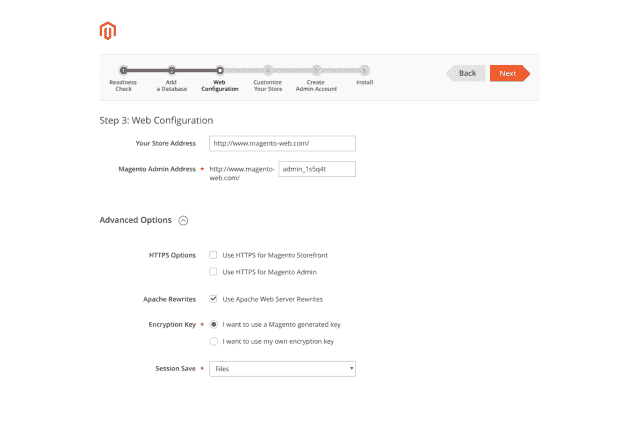 1 2 3 4 5 6
Readiness Check
Add a Database
Web Configuration
Customize Your Store
Create Admin Account
Install
Back
Next
Step 3: Web Configuration
Your Store Address
http://www.magento-web.com/
Magento Admin Address *
http://www.magento-
web.com/
admin_1s5q4t
Advanced Options
HTTPS Options
Use HTTPS for Magento Storefront
Use HTTPS for Magento Admin
Apache Rewrites
Use Apache Web Server Rewrites
Encryption Key *
I want to use a Magento generated key
I want to use my own encryption key
Session Save *
Files